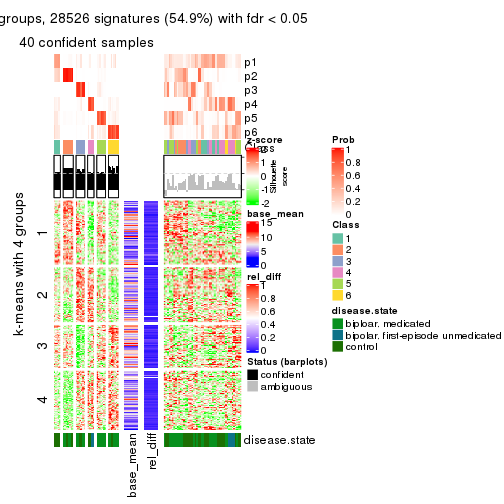 groups, 28526 signatures (54.9%) with fdr < 0.05
40 confident samples
p1
p2
p3
p4
p5
p6
z-score
Class
2
1
0
-1
-2
Silhouette
score
k-means with 4 groups
1
2
3
4
base_mean
15
10
5
0
rel_diff
1
0.8
0.6
0.4
0.2
0
Status (barplots)
confident
ambiguous
Prob
1
0.8
0.6
0.4
0.2
0
Class
1
2
3
4
5
6
disease.state
bipolar, medicated
bipolar, first-episode unmedicated
control
disease.state
base_mean
rel_diff